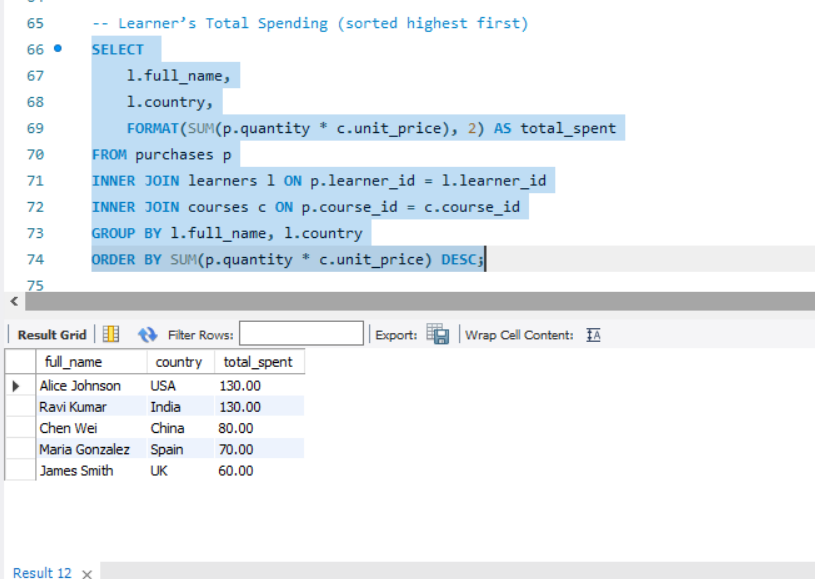 65 -- Learner’s Total Spending (sorted highest first)
66 SELECT
67 l.full_name,
68 l.country,
69 FORMAT(SUM(p.quantity * c.unit_price), 2) AS total_spent
70 FROM purchases p
71 INNER JOIN learners l ON p.learner_id = l.learner_id
72 INNER JOIN courses c ON p.course_id = c.course_id
73 GROUP BY l.full_name, l.country
74 ORDER BY SUM(p.quantity * c.unit_price) DESC;
75
Result Grid Filter Rows: Export: Wrap Cell Content: IA
full_name country total_spent
Alice Johnson USA 130.00
Ravi Kumar India 130.00
Chen Wei China 80.00
Maria Gonzalez Spain 70.00
James Smith UK 60.00
Result 12 ×